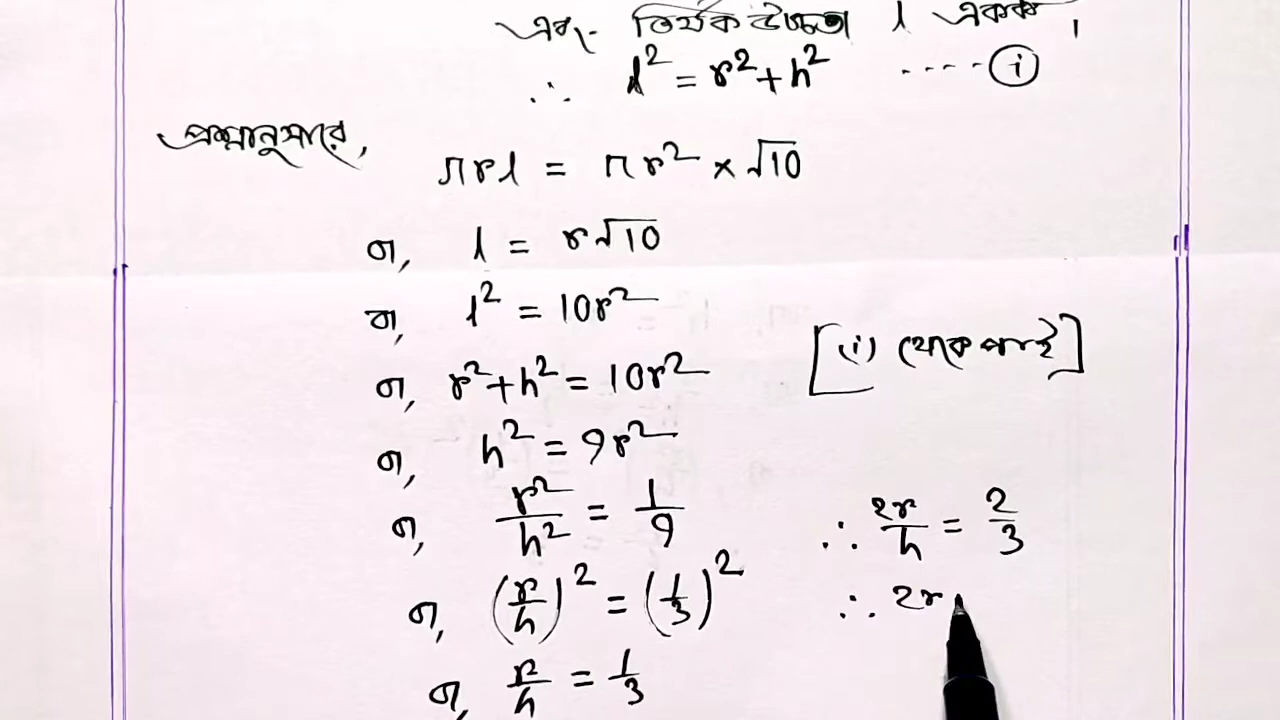 এবং তির্যক উচ্চতা l একক ।
∴ l² = r² + h² ----- (i)
প্রশ্নানুসারে,
πrl = πr² × √10
বা, l = r√10
বা, l² = 10r²
বা, r² + h² = 10r² [(i) থেকে পাই]
বা, h² = 9r²
বা, r²/h² = 1/9
বা, (r/h)² = (1/3)²
বা, r/h = 1/3
∴ 2r/h = 2/3
∴ 2r